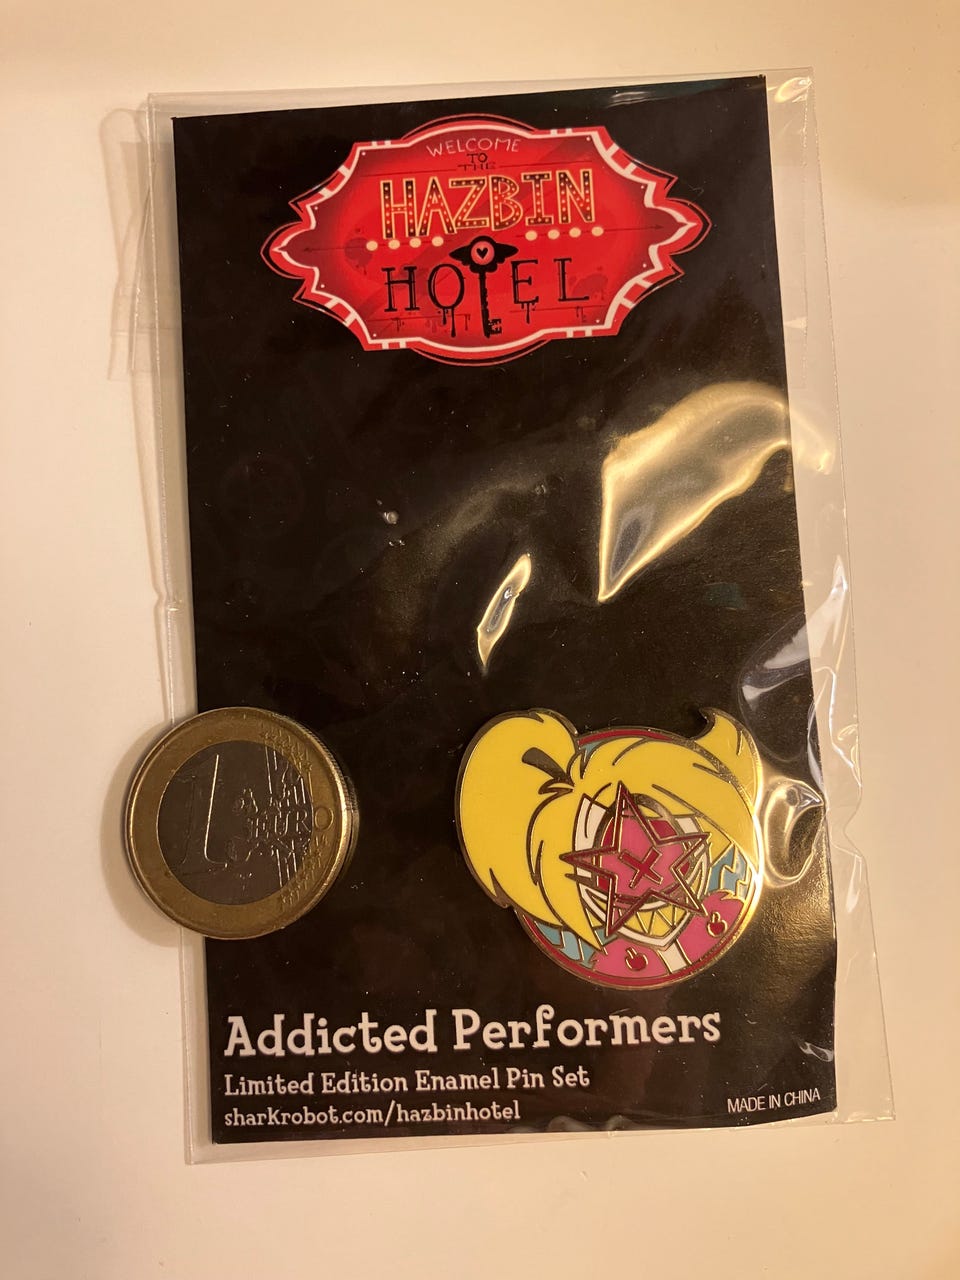 WELCOME
TO
THE
HAZBIN
HOTEL
1
EURO
x
Addicted Performers
Limited Edition Enamel Pin Set
sharkrobot.com/hazbinhotel
MADE IN CHINA